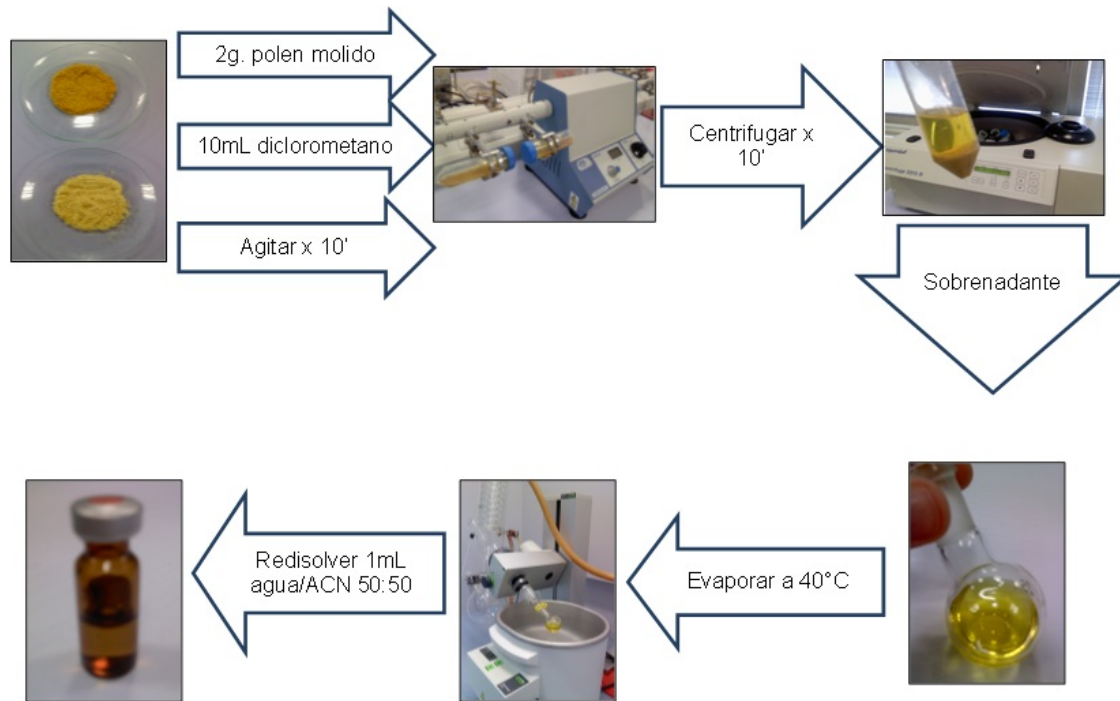 2g. polen molido
10mL diclorometano
Agitar x 10'
Centrifugar x
10'
Sobrenadante
Evaporar a 40°C
Redisolver 1mL
agua/ACN 50:50